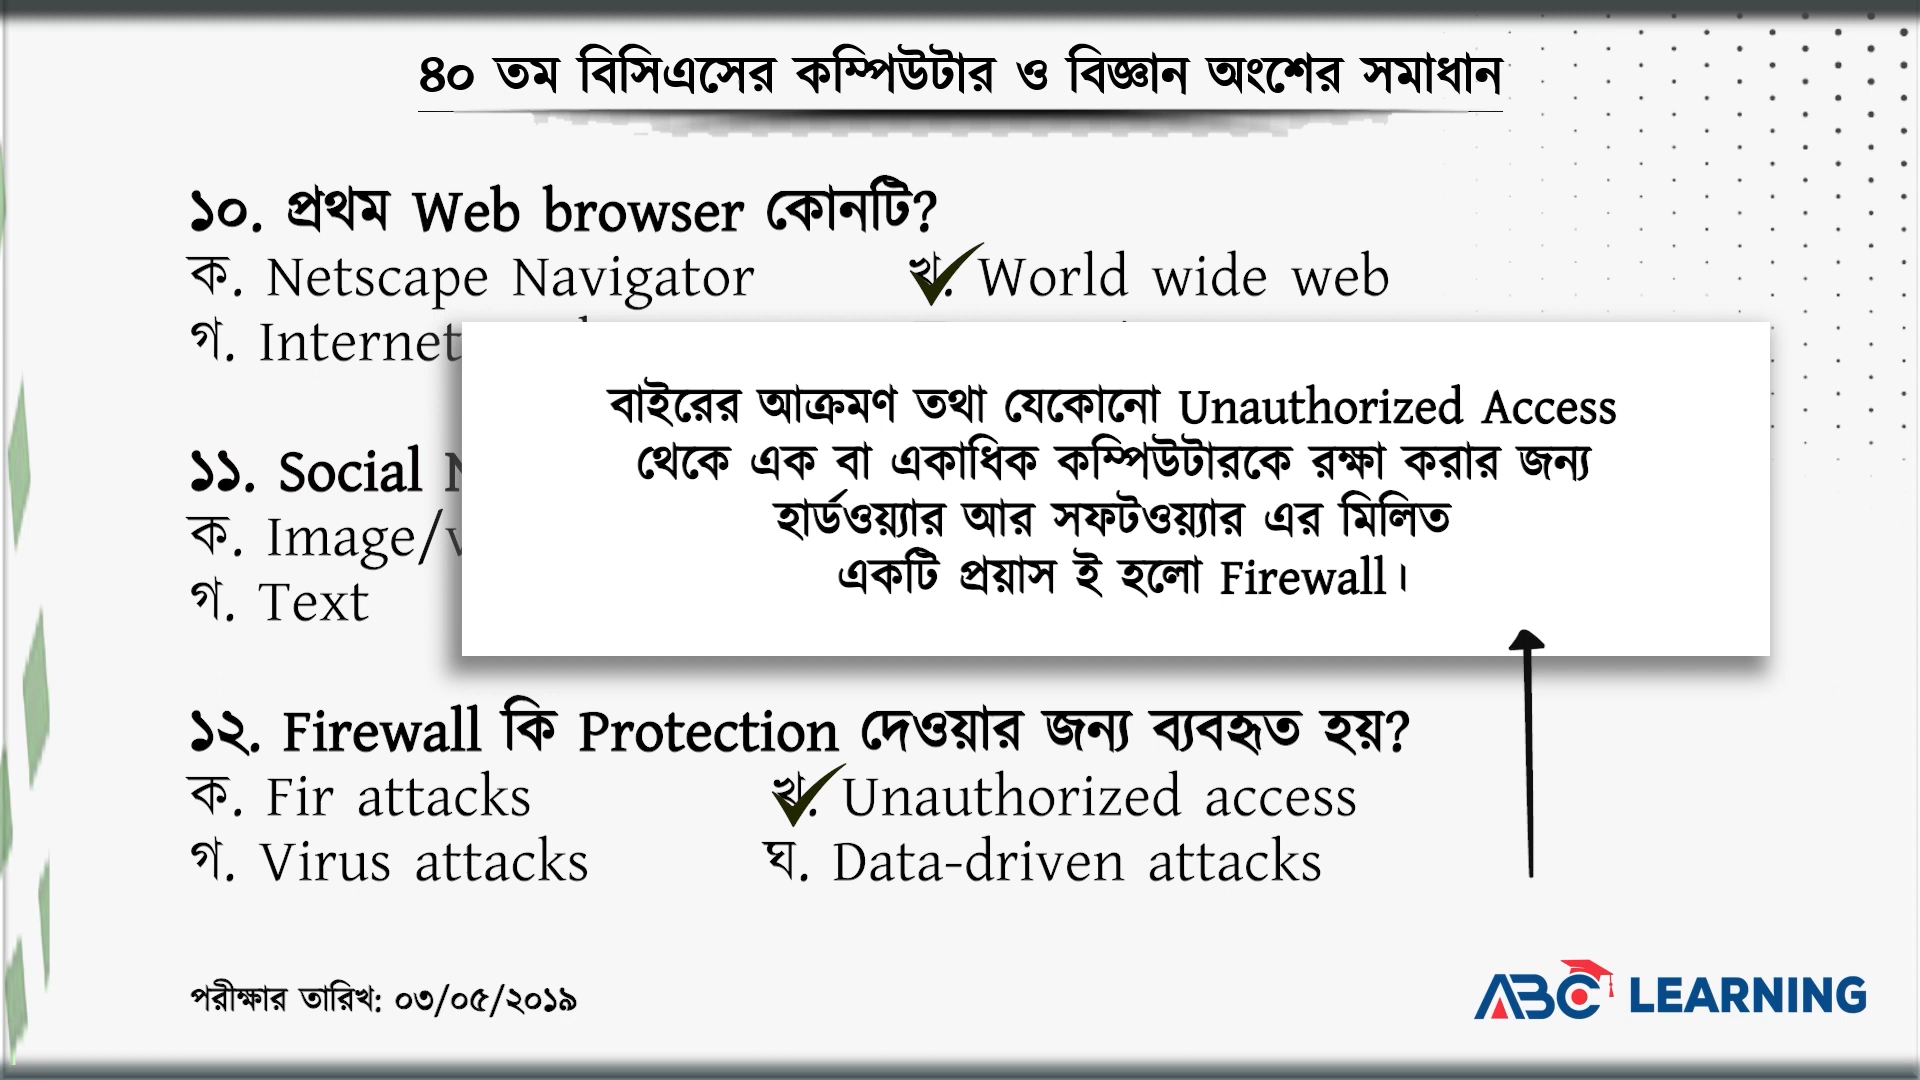 ৪০ তম বিসিএসের কম্পিউটার ও বিজ্ঞান অংশের সমাধান
১০. প্রথম Web browser কোনটি?
ক. Netscape Navigator খ. World wide web
গ. Internet
বাইরের আক্রমণ তথা যেকোনো Unauthorized Access
থেকে এক বা একাধিক কম্পিউটারকে রক্ষা করার জন্য
হার্ডওয়্যার আর সফটওয়্যার এর মিলিত
একটি প্রয়াস ই হলো Firewall।
১১. Social
ক. Image/
গ. Text
১২. Firewall কি Protection দেওয়ার জন্য ব্যবহৃত হয়?
ক. Fir attacks খ. Unauthorized access
গ. Virus attacks ঘ. Data-driven attacks
পরীক্ষার তারিখ: ০৩/০৫/২০১৯
ABC LEARNING